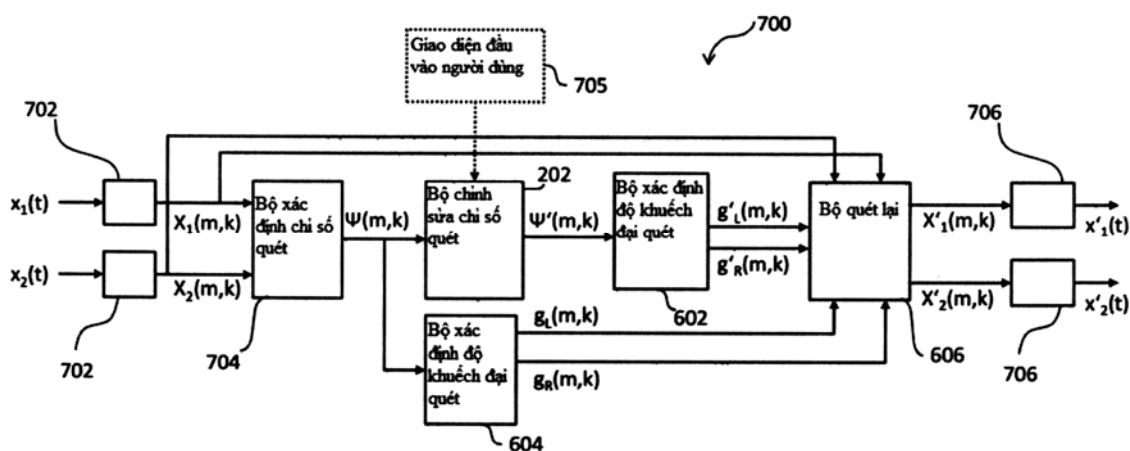 700
Giao diện đầu
vào người dùng
705
702
706
202
x₁(t)
X₁(m,k)
Bộ xác
định chỉ số
quét
Ψ(m,k)
Bộ chỉnh
sửa chỉ số
quét
Ψ'(m,k)
Bộ xác định
độ khuếch
đại quét
g'L(m,k)
g'R(m,k)
Bộ quét lại
X'₁(m,k)
x'₁(t)
x₂(t)
X₂(m,k)
X'₂(m,k)
x'₂(t)
702
704
602
606
706
Bộ xác
định độ
khuếch đại
quét
gL(m,k)
gR(m,k)
604